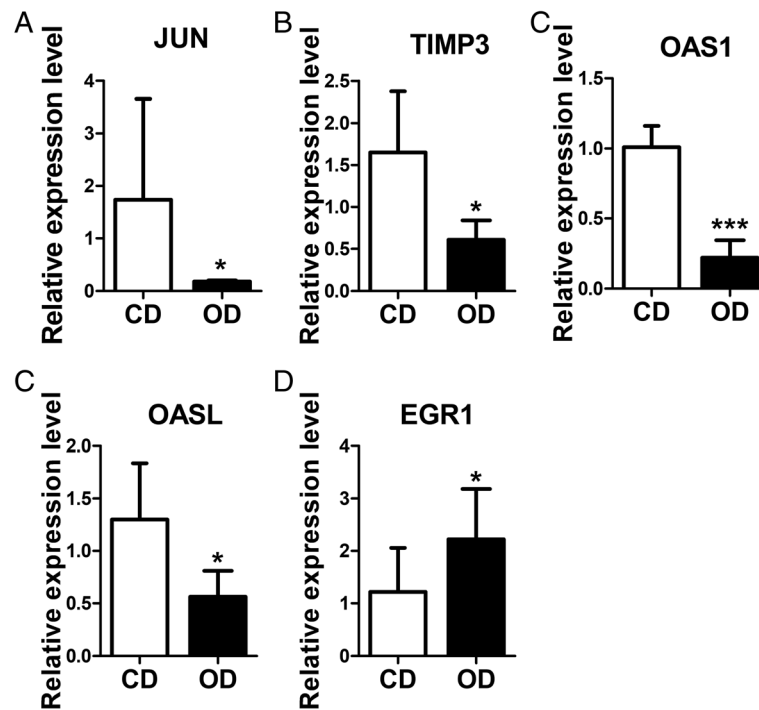 A
JUN
Relative expression level
4
3
2
1
0
*
CD OD
B
TIMP3
Relative expression level
2.5
2.0
1.5
1.0
0.5
0.0
*
CD OD
C
OAS1
Relative expression level
1.5
1.0
0.5
0.0
***
CD OD
C
OASL
Relative expression level
2.0
1.5
1.0
0.5
0.0
*
CD OD
D
EGR1
Relative expression level
4
3
2
1
0
*
CD OD